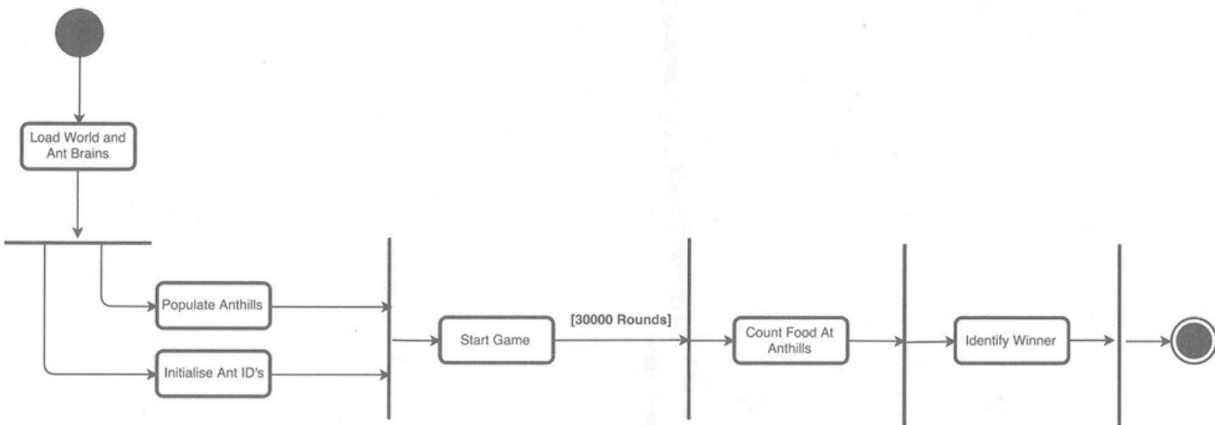 Load World and
Ant Brains
Populate Anthills
Initialise Ant ID's
Start Game
[30000 Rounds]
Count Food At
Anthills
Identify Winner